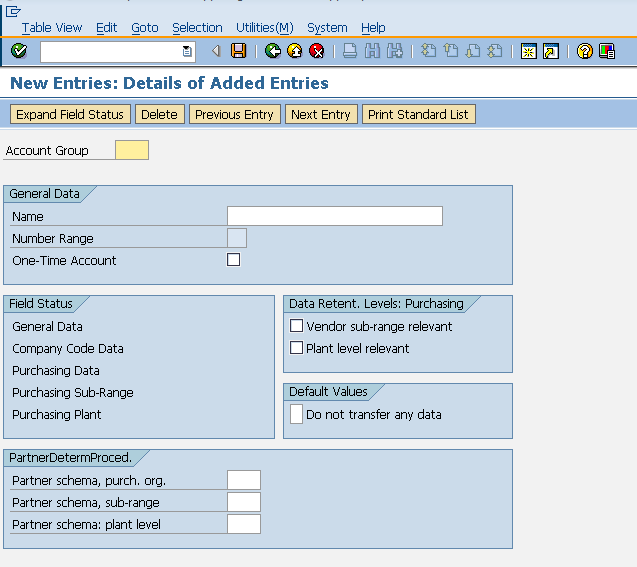 Table View Edit Goto Selection Utilities(M) System Help
New Entries: Details of Added Entries
Expand Field Status Delete Previous Entry Next Entry Print Standard List
Account Group
General Data
Name
Number Range
One-Time Account
Field Status
General Data
Company Code Data
Purchasing Data
Purchasing Sub-Range
Purchasing Plant
Data Retent. Levels: Purchasing
Vendor sub-range relevant
Plant level relevant
Default Values
Do not transfer any data
PartnerDetermProced.
Partner schema, purch. org.
Partner schema, sub-range
Partner schema: plant level